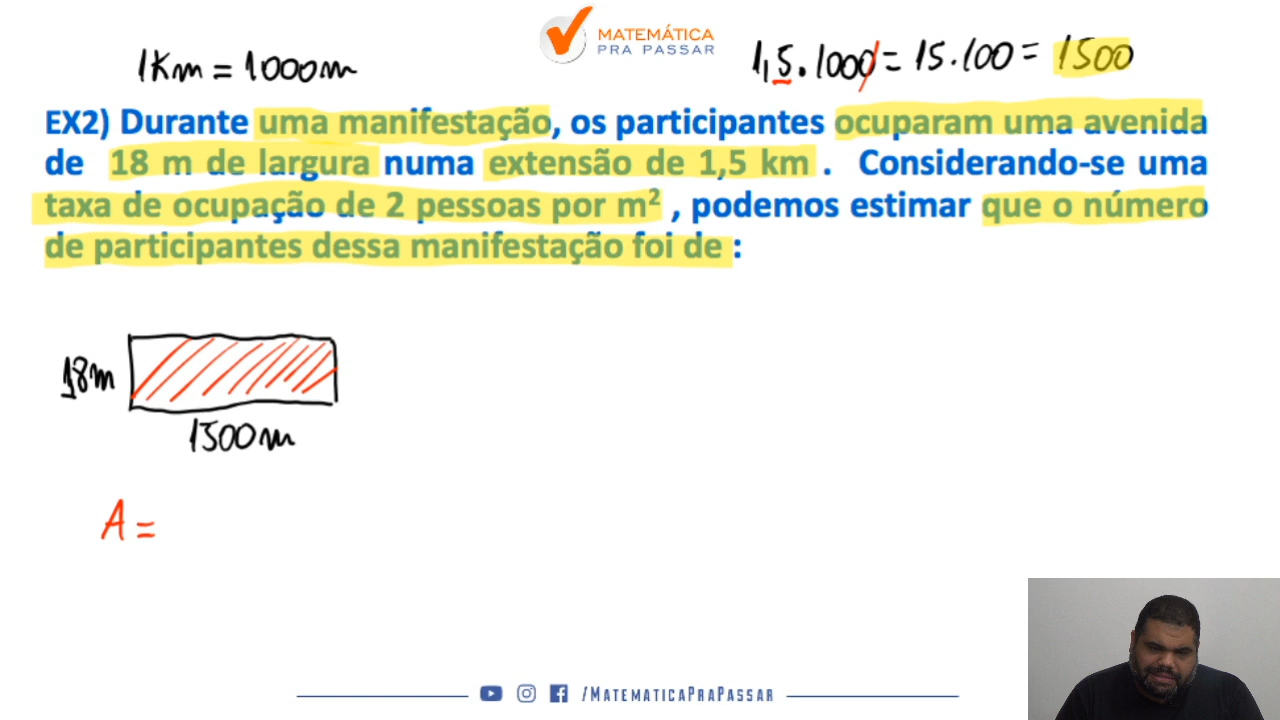 MATEMÁTICA
PRA PASSAR
1Km = 1000m
1,5.1000 = 15.100 = 1500
EX2) Durante uma manifestação, os participantes ocuparam uma avenida
de 18 m de largura numa extensão de 1,5 km . Considerando-se uma
taxa de ocupação de 2 pessoas por m² , podemos estimar que o número
de participantes dessa manifestação foi de :
18m
1500m
A =
/MATEMATICAPRAPASSAR